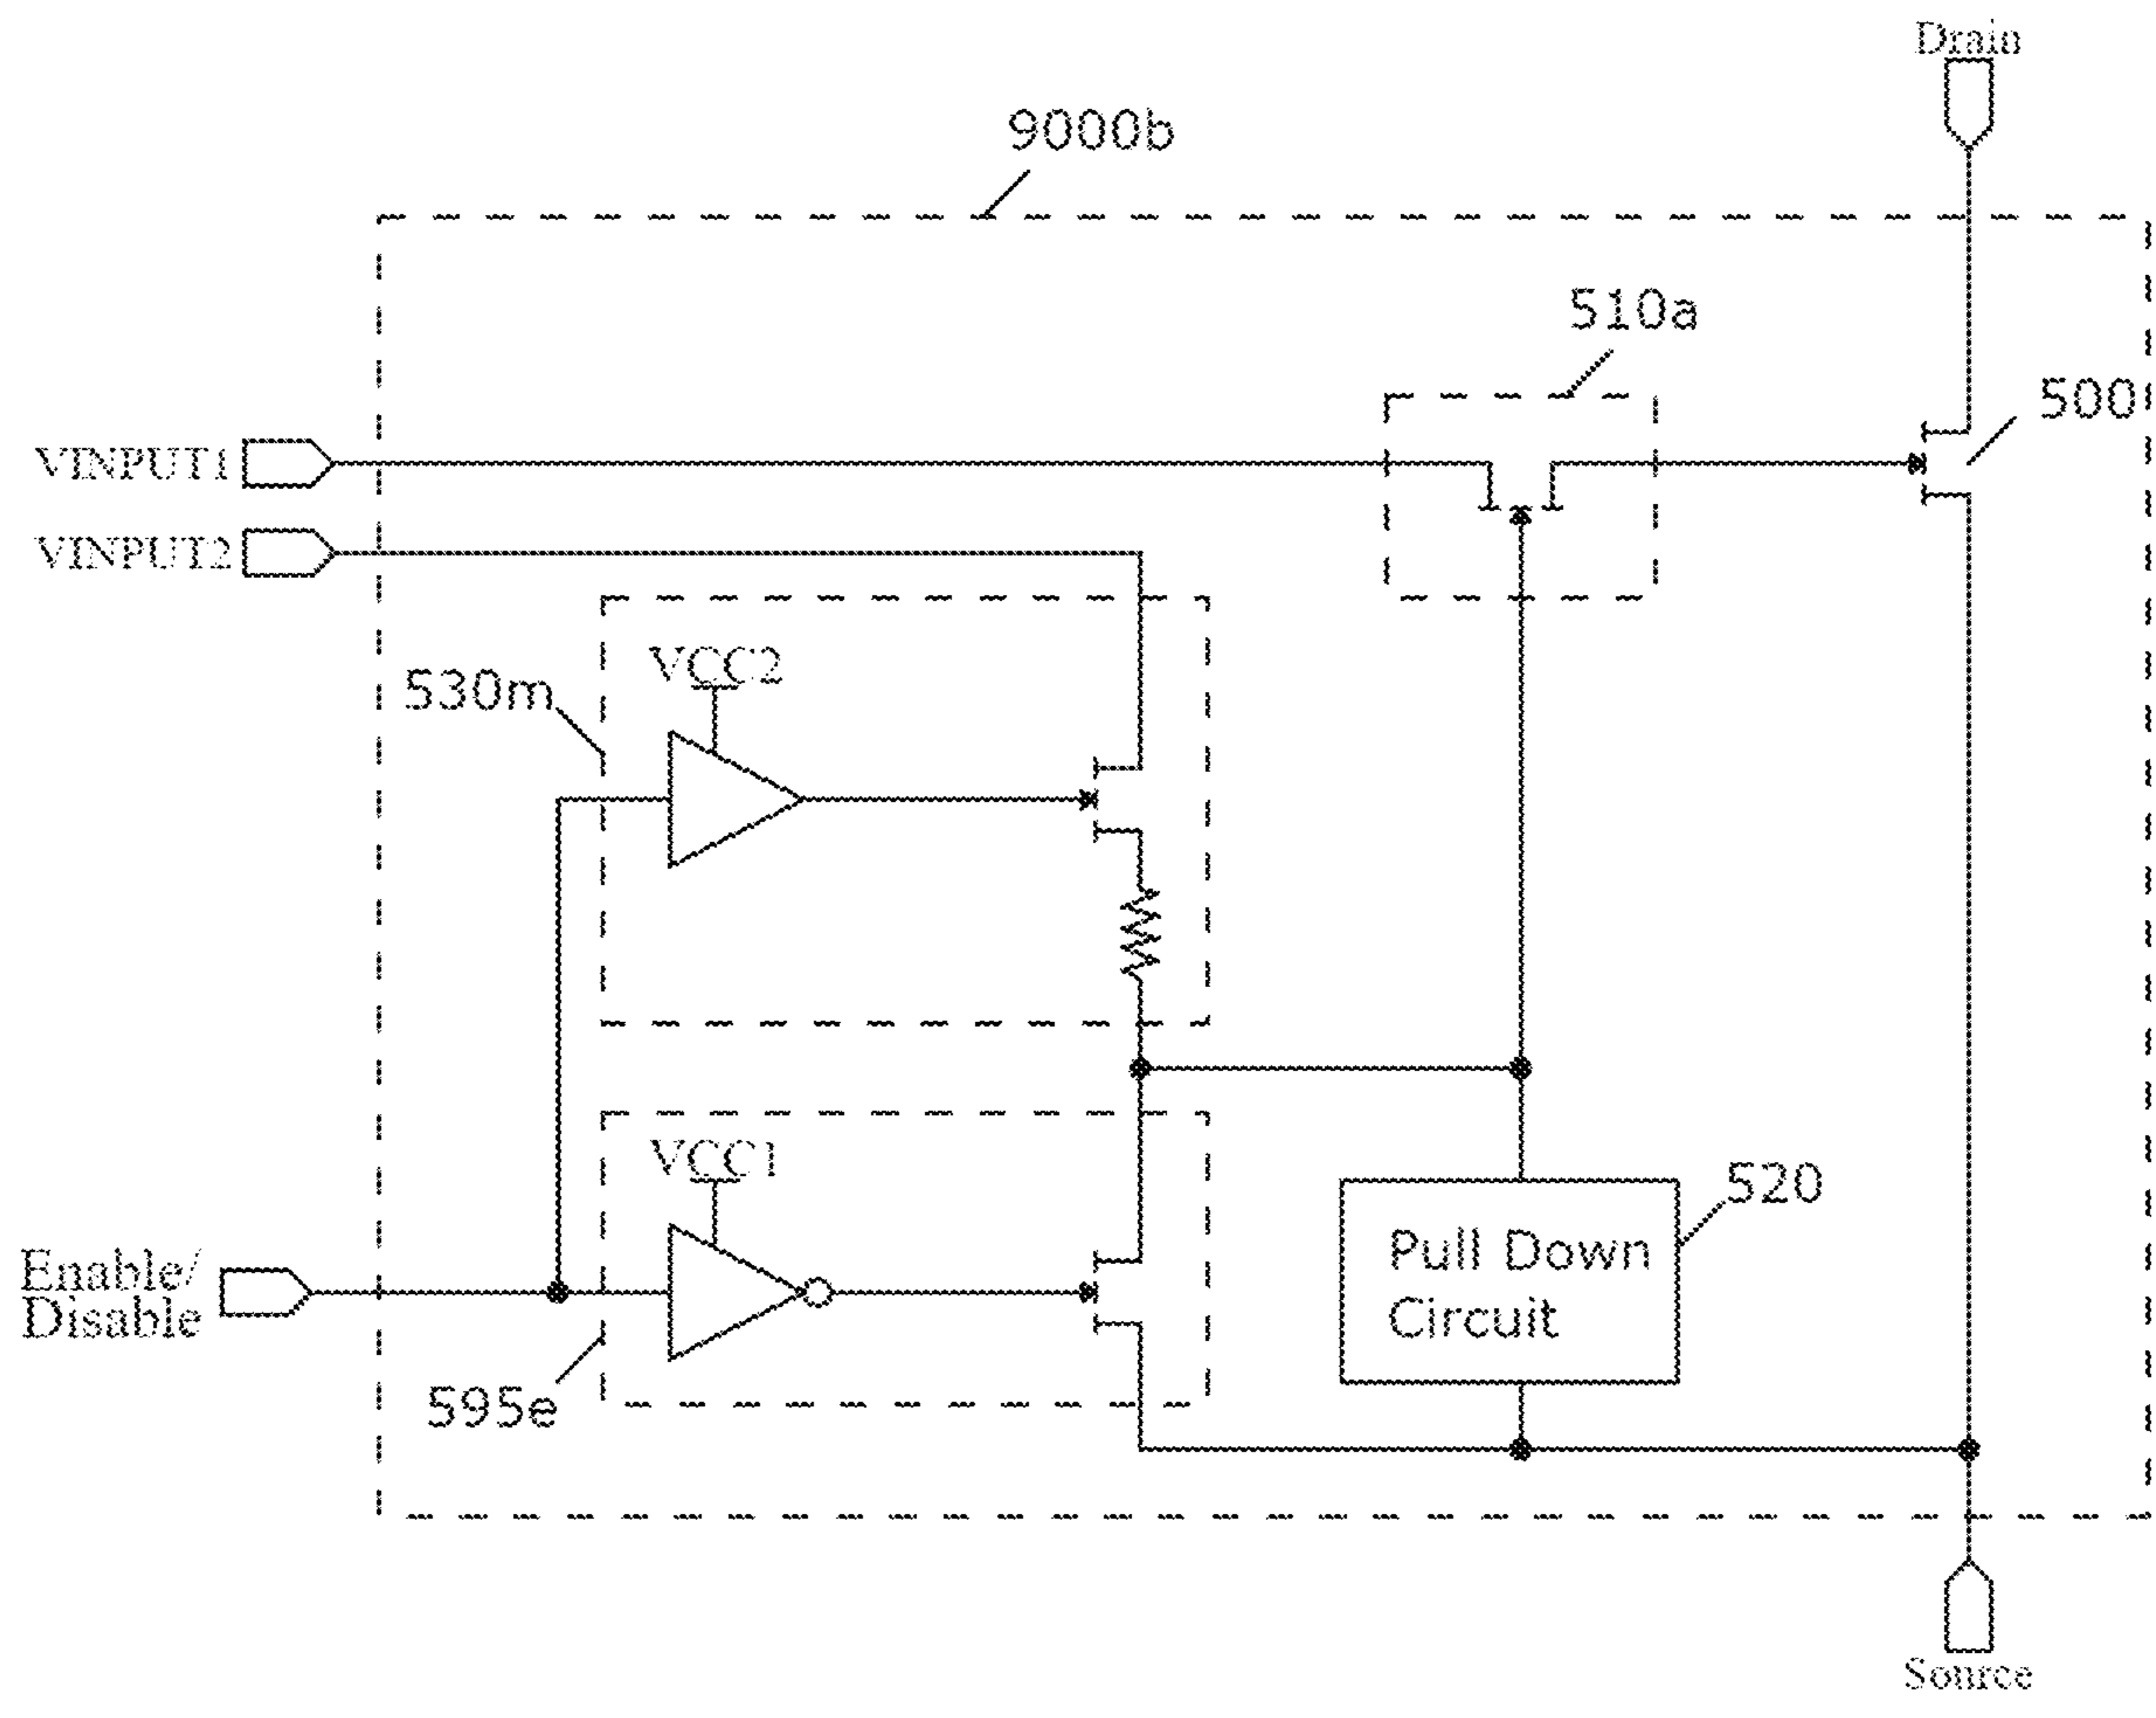 Drain
9000b
510a
500
VINPUT1
VINPUT2
VCC2
530m
VCC1
520
Pull Down
Circuit
Enable/
Disable
595e
Source